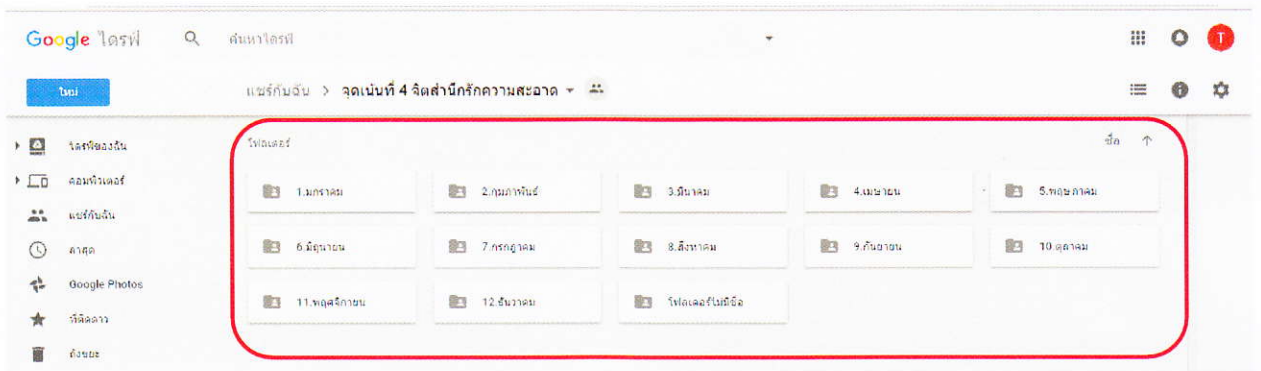 Google ไดรฟ์
ค้นหาไดรฟ์
T
ใหม่
แชร์กับฉัน > จุดเน้นที่ 4 จิตสำนึกรักความสะอาด
ไดรฟ์ของฉัน
คอมพิวเตอร์
แชร์กับฉัน
ล่าสุด
Google Photos
ที่ติดดาว
ถังขยะ
โฟลเดอร์
ชื่อ ↑
1.มกราคม
2.กุมภาพันธ์
3.มีนาคม
4.เมษายน
5.พฤษภาคม
6.มิถุนายน
7.กรกฎาคม
8.สิงหาคม
9.กันยายน
10.ตุลาคม
11.พฤศจิกายน
12.ธันวาคม
โฟลเดอร์ไม่มีชื่อ